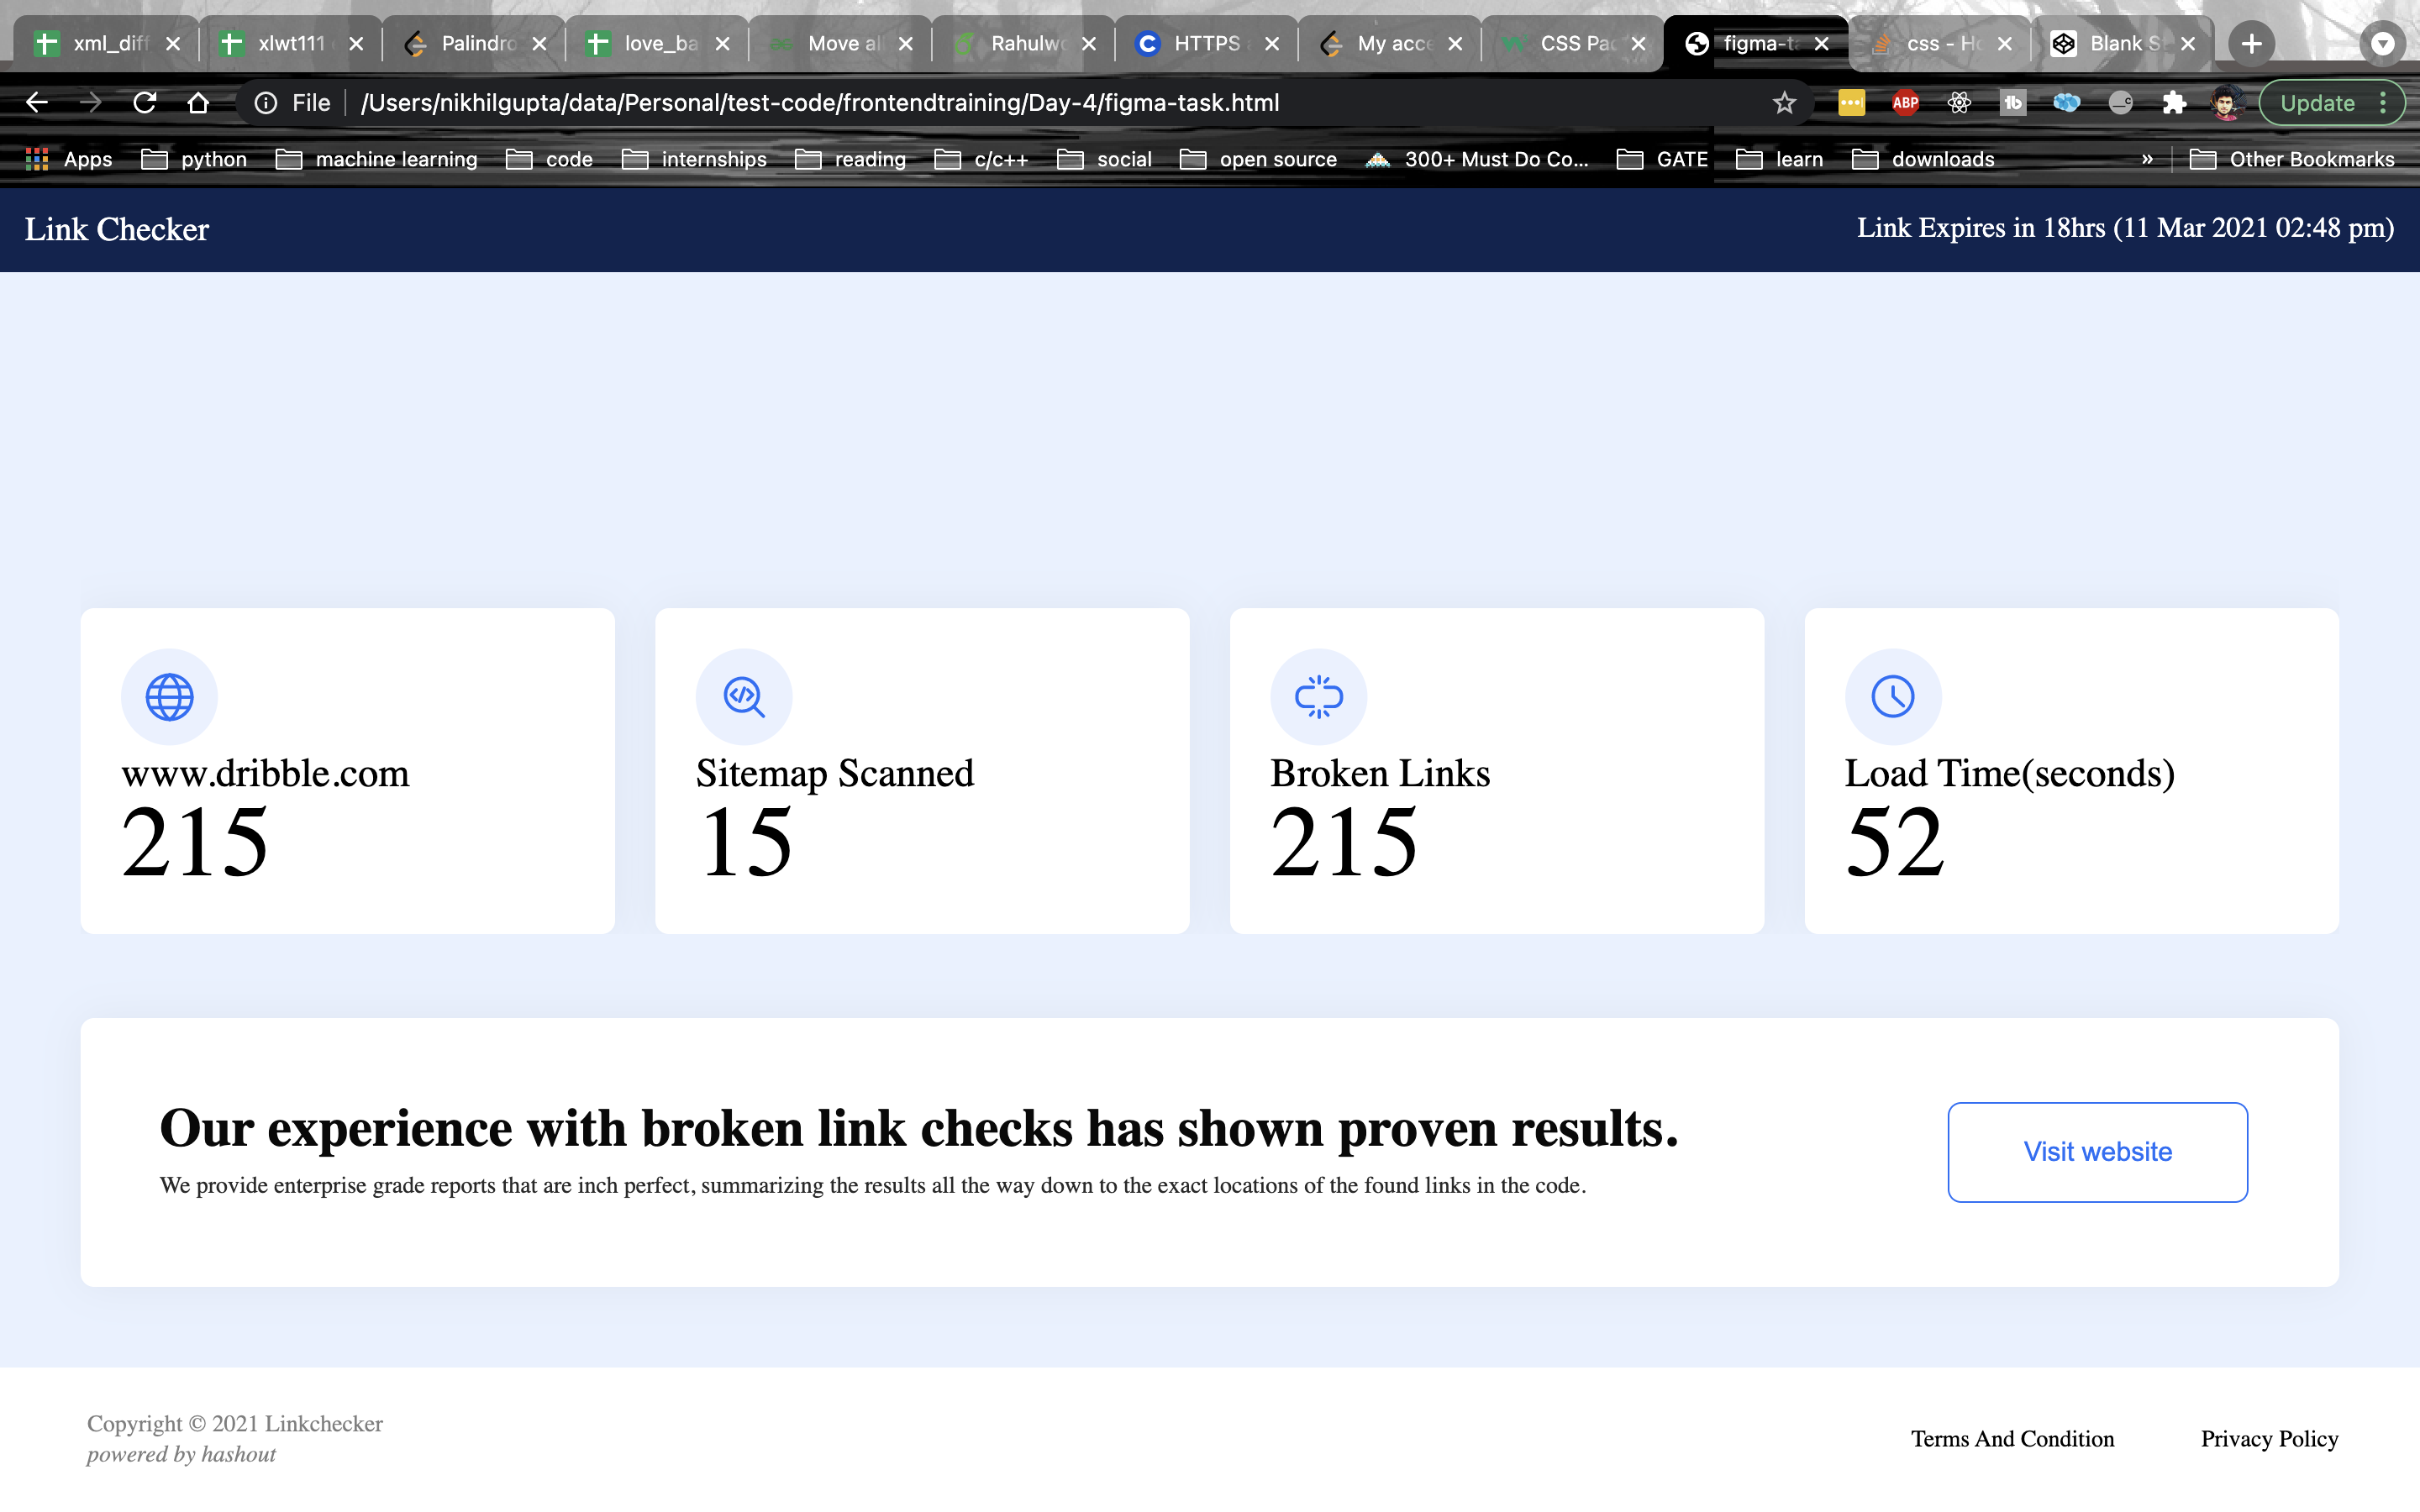 xml_diff xlwt111 Palindro love_ba Move al Rahulwo HTTPS My acce CSS Pad figma-ta css - Ho Blank S
File /Users/nikhilgupta/data/Personal/test-code/frontendtraining/Day-4/figma-task.html ABP Update
Apps python machine learning code internships reading c/c++ social open source 300+ Must Do Co... GATE learn downloads » Other Bookmarks
Link Checker Link Expires in 18hrs (11 Mar 2021 02:48 pm)
www.dribble.com
215
Sitemap Scanned
15
Broken Links
215
Load Time(seconds)
52
Our experience with broken link checks has shown proven results.
We provide enterprise grade reports that are inch perfect, summarizing the results all the way down to the exact locations of the found links in the code.
Visit website
Copyright © 2021 Linkchecker
powered by hashout
Terms And Condition Privacy Policy